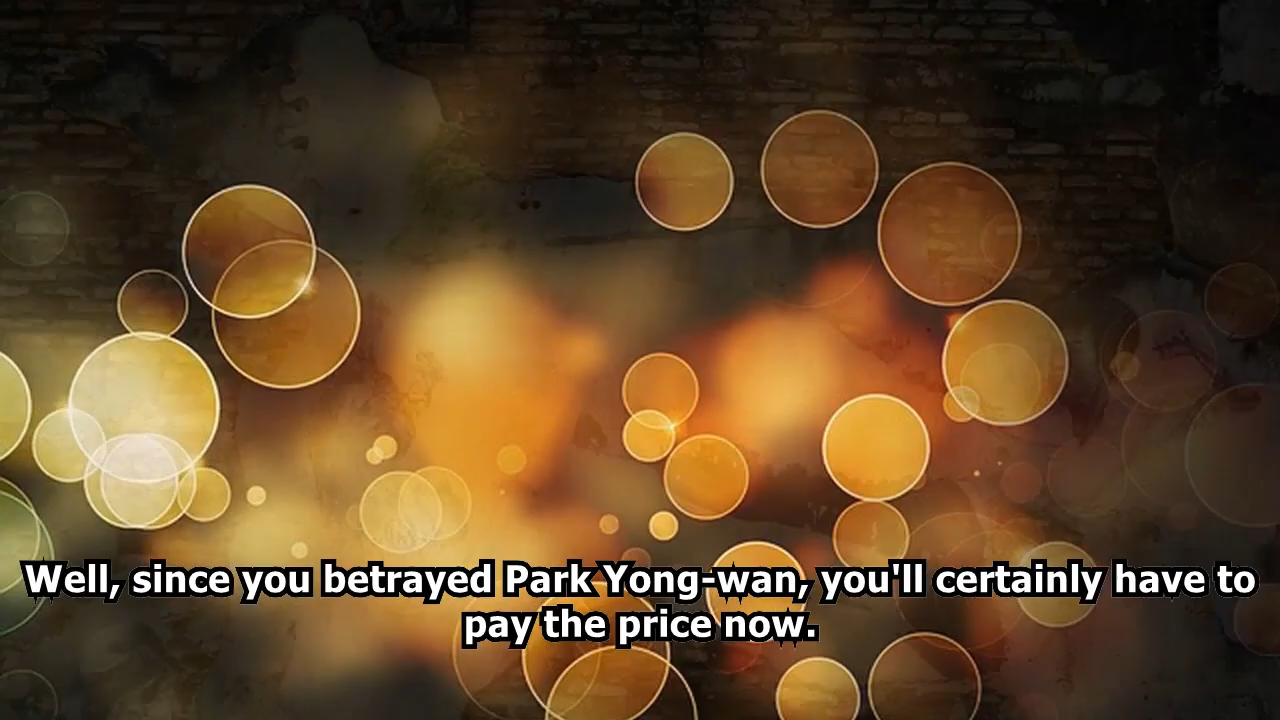 Well, since you betrayed Park Yong-wan, you'll certainly have to
pay the price now.